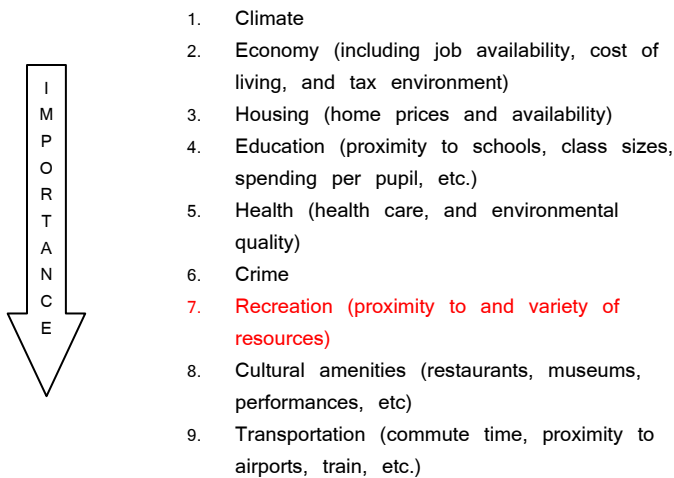 IMPORTANCE
1. Climate
2. Economy (including job availability, cost of
living, and tax environment)
3. Housing (home prices and availability)
4. Education (proximity to schools, class sizes,
spending per pupil, etc.)
5. Health (health care, and environmental
quality)
6. Crime
7. Recreation (proximity to and variety of
resources)
8. Cultural amenities (restaurants, museums,
performances, etc)
9. Transportation (commute time, proximity to
airports, train, etc.)